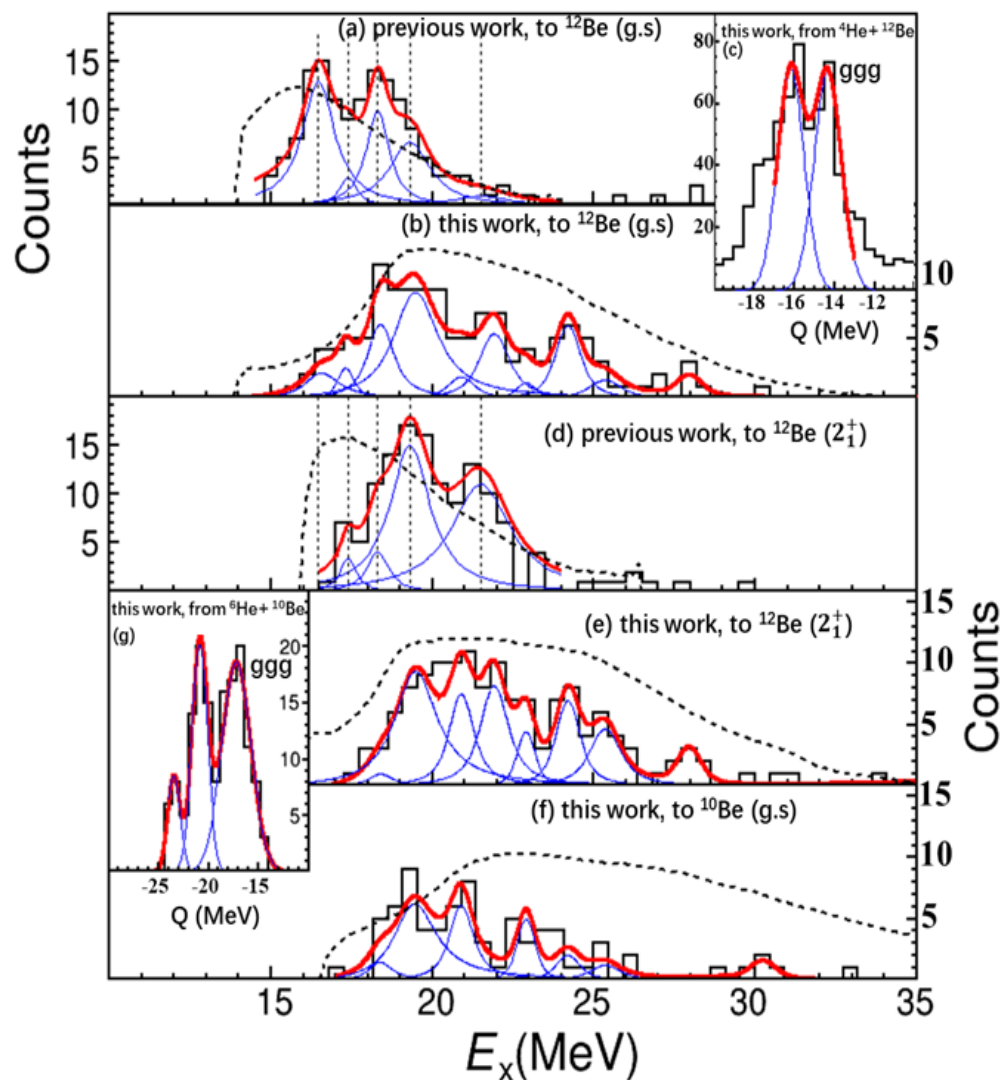 (a) previous work, to ¹²Be (g.s)
15
10
5
Counts
this work, from ⁴He+ ¹²Be
(c)
ggg
80
60
40
20
-18 -16 -14 -12
Q (MeV)
(b) this work, to ¹²Be (g.s)
10
5
(d) previous work, to ¹²Be (2₁⁺)
15
10
5
this work, from ⁶He+ ¹⁰Be
(g)
ggg
20
15
10
5
-25 -20 -15
Q (MeV)
(e) this work, to ¹²Be (2₁⁺)
15
10
5
Counts
(f) this work, to ¹⁰Be (g.s)
15
10
5
15 20 25 30 35
Eₓ(MeV)